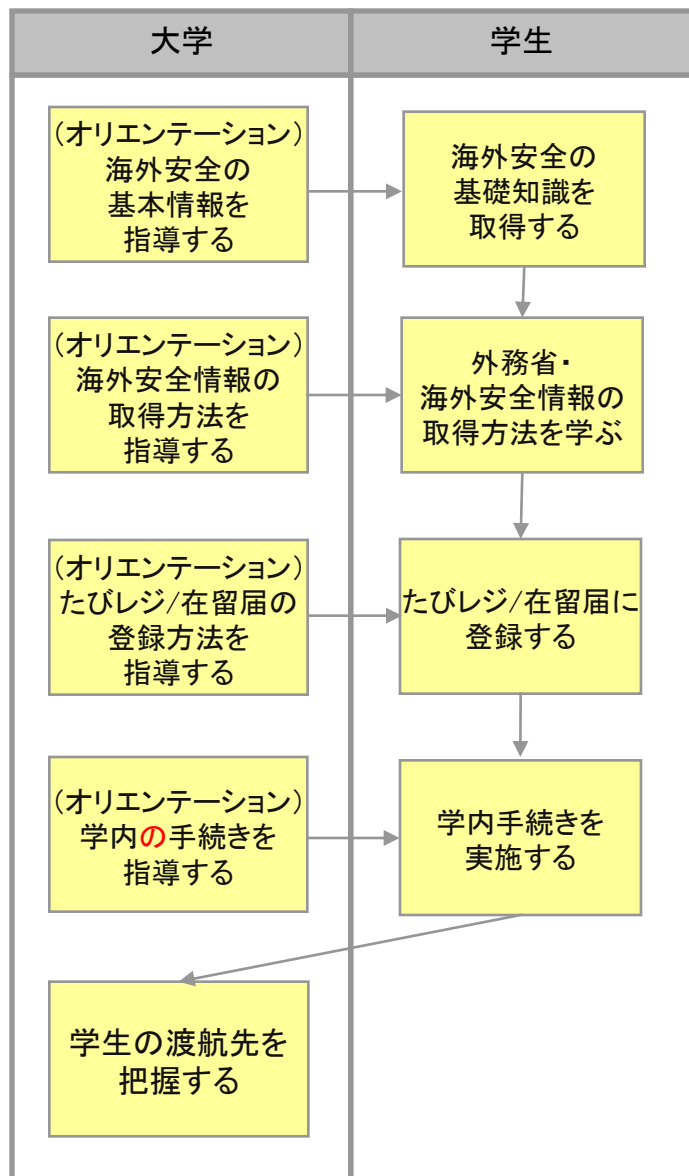 大学
学生
(オリエンテーション)
海外安全の
基本情報を
指導する
海外安全の
基礎知識を
取得する
(オリエンテーション)
海外安全情報の
取得方法を
指導する
外務省・
海外安全情報の
取得方法を学ぶ
(オリエンテーション)
たびレジ/在留届の
登録方法を
指導する
たびレジ/在留届に
登録する
(オリエンテーション)
学内の手続きを
指導する
学内手続きを
実施する
学生の渡航先を
把握する